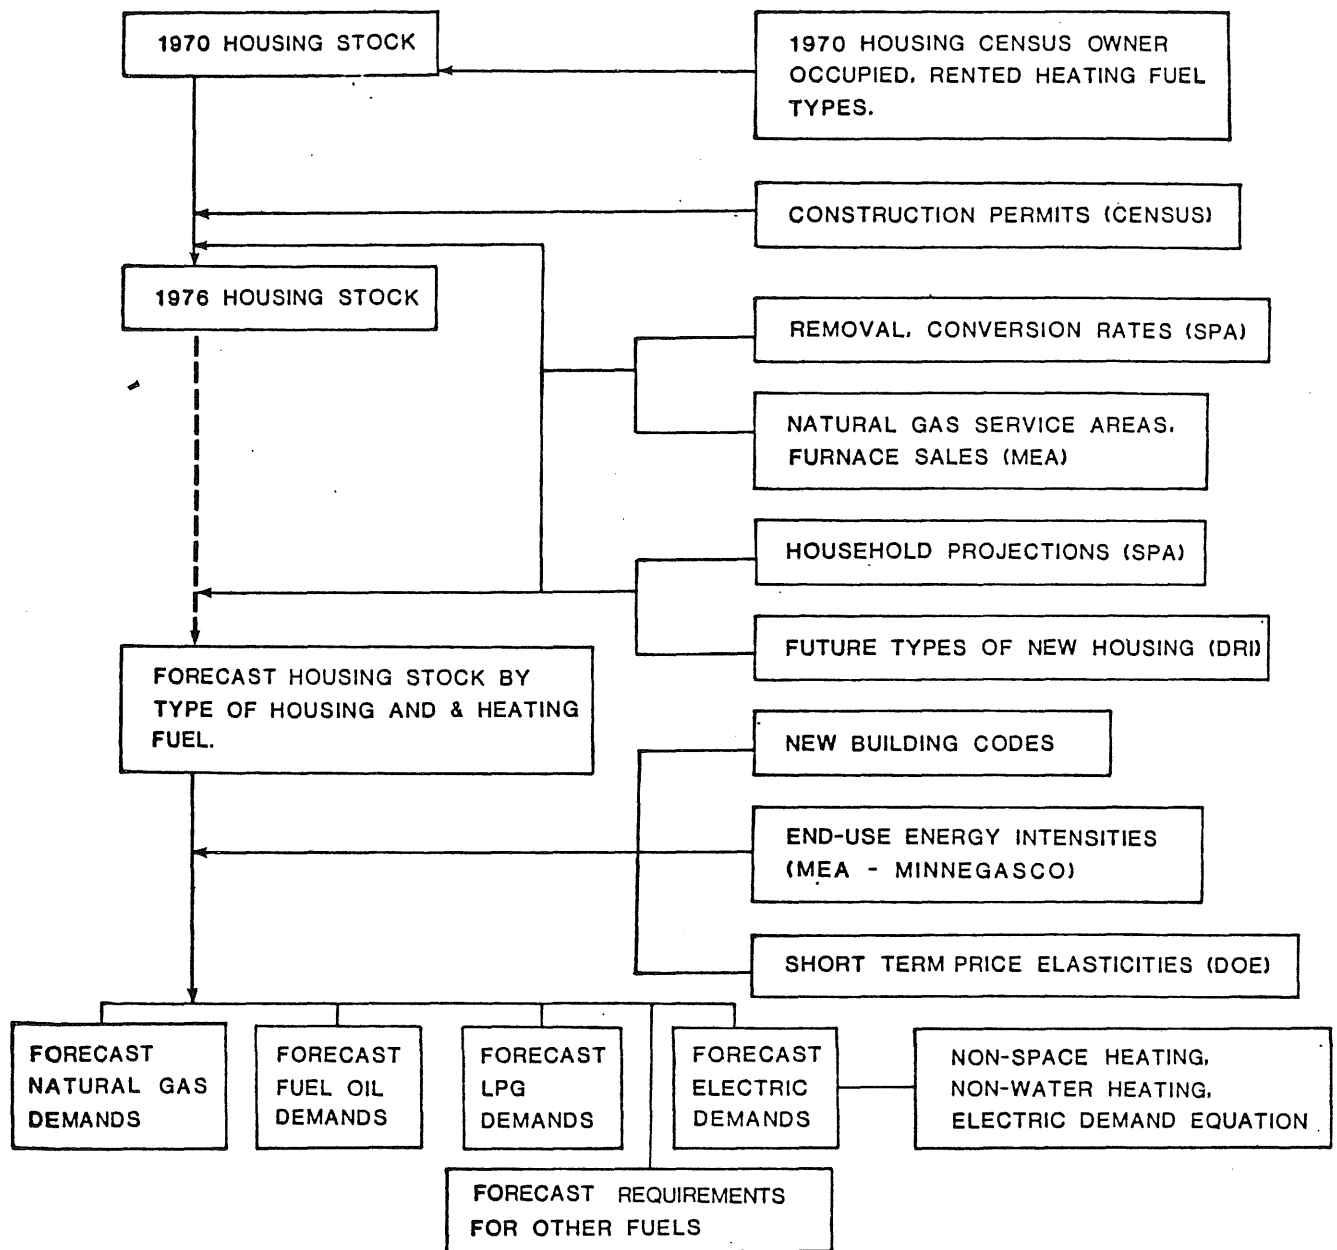 1970 HOUSING STOCK
1970 HOUSING CENSUS OWNER
OCCUPIED, RENTED HEATING FUEL
TYPES.
CONSTRUCTION PERMITS (CENSUS)
1976 HOUSING STOCK
REMOVAL, CONVERSION RATES (SPA)
NATURAL GAS SERVICE AREAS,
FURNACE SALES (MEA)
HOUSEHOLD PROJECTIONS (SPA)
FUTURE TYPES OF NEW HOUSING (DRI)
FORECAST HOUSING STOCK BY
TYPE OF HOUSING AND & HEATING
FUEL.
NEW BUILDING CODES
END-USE ENERGY INTENSITIES
(MEA - MINNEGASCO)
SHORT TERM PRICE ELASTICITIES (DOE)
FORECAST
NATURAL GAS
DEMANDS
FORECAST
FUEL OIL
DEMANDS
FORECAST
LPG
DEMANDS
FORECAST
ELECTRIC
DEMANDS
NON-SPACE HEATING,
NON-WATER HEATING,
ELECTRIC DEMAND EQUATION
FORECAST REQUIREMENTS
FOR OTHER FUELS